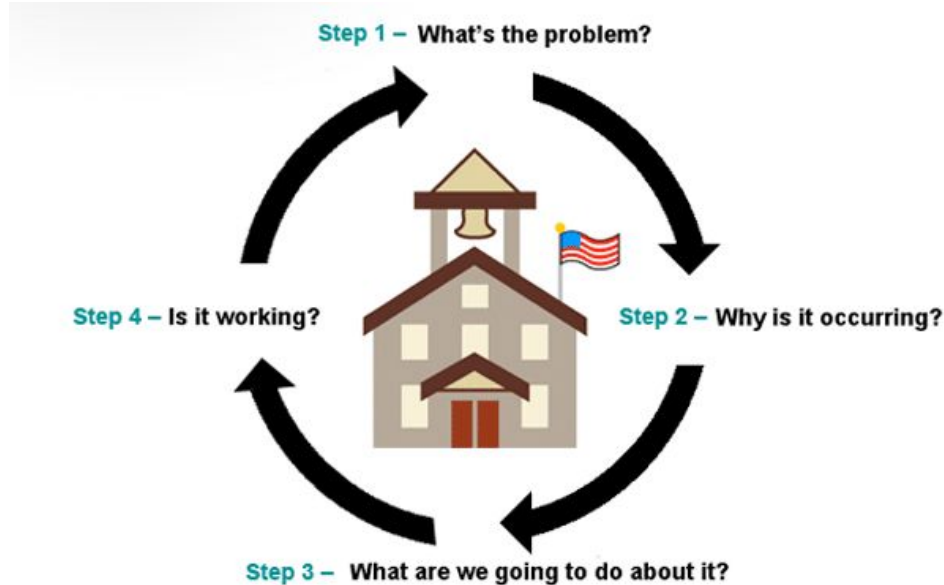 Step 1 – What's the problem?
Step 2 – Why is it occurring?
Step 3 – What are we going to do about it?
Step 4 – Is it working?